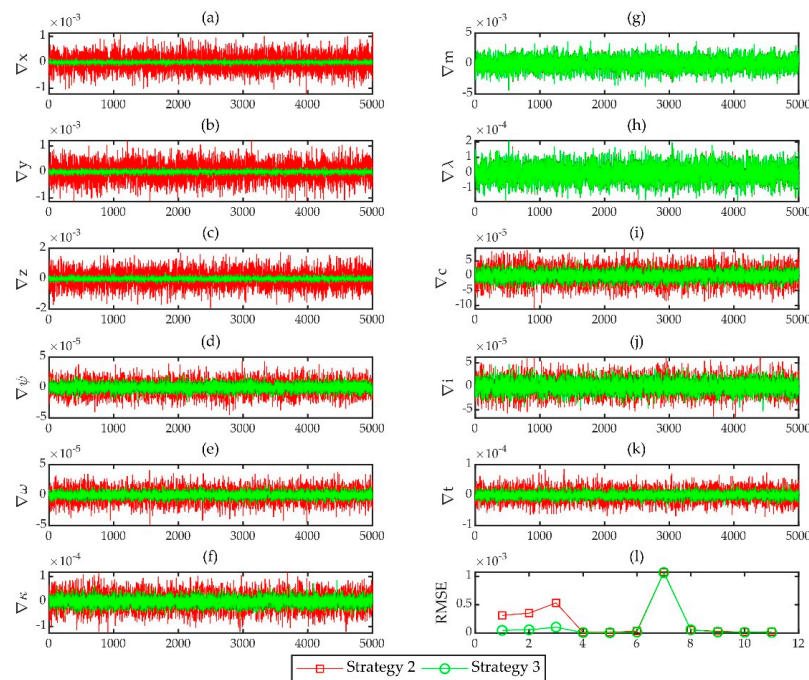 (a)
×10⁻³
1
0
-1
∇x
0 1000 2000 3000 4000 5000
(b)
×10⁻³
1
0
-1
∇y
0 1000 2000 3000 4000 5000
(c)
×10⁻³
2
0
-2
∇z
0 1000 2000 3000 4000 5000
(d)
×10⁻⁵
5
0
-5
∇ψ
0 1000 2000 3000 4000 5000
(e)
×10⁻⁵
5
0
-5
∇ω
0 1000 2000 3000 4000 5000
(f)
×10⁻⁴
1
0
-1
∇κ
0 1000 2000 3000 4000 5000
(g)
×10⁻³
5
0
-5
∇m
0 1000 2000 3000 4000 5000
(h)
×10⁻⁴
2
1
0
-1
∇λ
0 1000 2000 3000 4000 5000
(i)
×10⁻⁵
5
0
-5
-10
∇c
0 1000 2000 3000 4000 5000
(j)
×10⁻⁵
5
0
-5
∇i
0 1000 2000 3000 4000 5000
(k)
×10⁻⁴
1
0
-1
∇t
0 1000 2000 3000 4000 5000
(l)
×10⁻³
1
0.5
0
RMSE
0 2 4 6 8 10 12
Strategy 2 Strategy 3